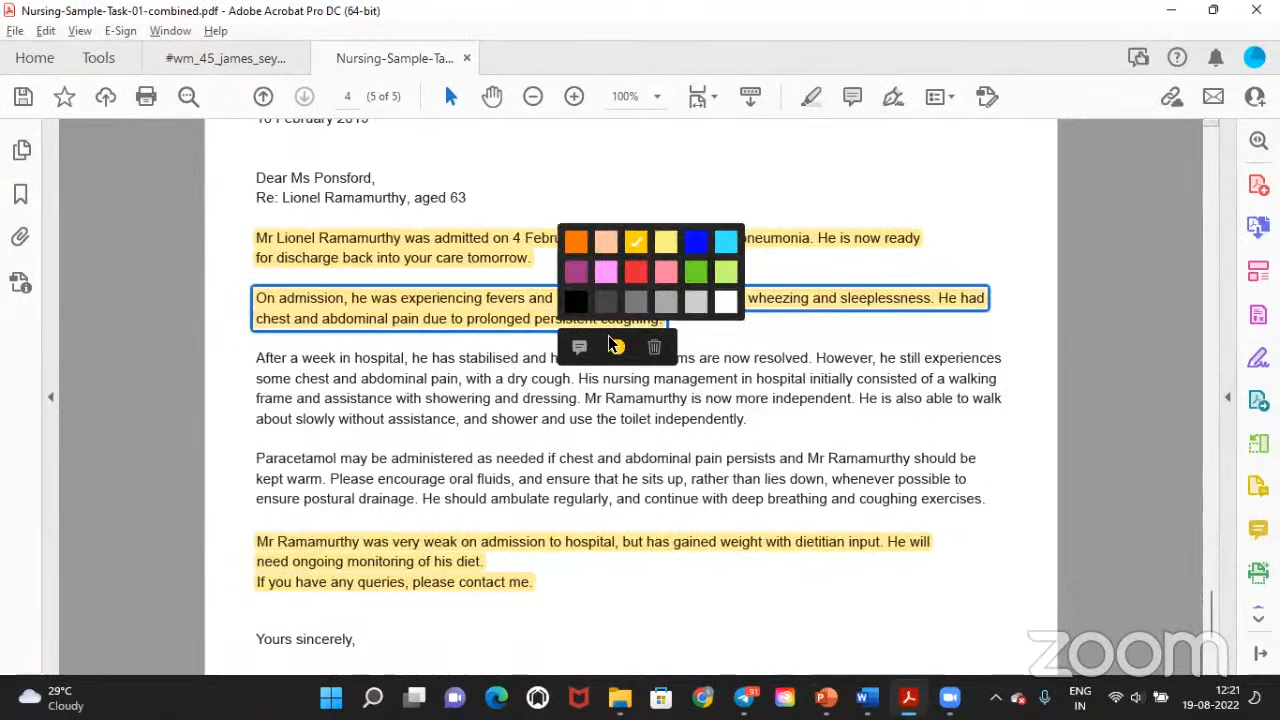 Nursing-Sample-Task-01-combined.pdf - Adobe Acrobat Pro DC (64-bit)
File Edit View E-Sign Window Help
Home Tools #wm_45_james_sey... Nursing-Sample-Ta... ×
4 (5 of 5) 100%
Dear Ms Ponsford,
Re: Lionel Ramamurthy, aged 63
Mr Lionel Ramamurthy was admitted on 4 He is now ready
for discharge back into your care tomorrow.
On admission, he was experiencing fevers and wheezing and sleeplessness. He had
chest and abdominal pain due to prolonged persistent coughing.
After a week in hospital, he has stabilised and are now resolved. However, he still experiences
some chest and abdominal pain, with a dry cough. His nursing management in hospital initially consisted of a walking
frame and assistance with showering and dressing. Mr Ramamurthy is now more independent. He is also able to walk
about slowly without assistance, and shower and use the toilet independently.
Paracetamol may be administered as needed if chest and abdominal pain persists and Mr Ramamurthy should be
kept warm. Please encourage oral fluids, and ensure that he sits up, rather than lies down, whenever possible to
ensure postural drainage. He should ambulate regularly, and continue with deep breathing and coughing exercises.
Mr Ramamurthy was very weak on admission to hospital, but has gained weight with dietitian input. He will
need ongoing monitoring of his diet.
If you have any queries, please contact me.
Yours sincerely,
zoom
29°C
Cloudy
91
ENG
IN
12:21
19-08-2022